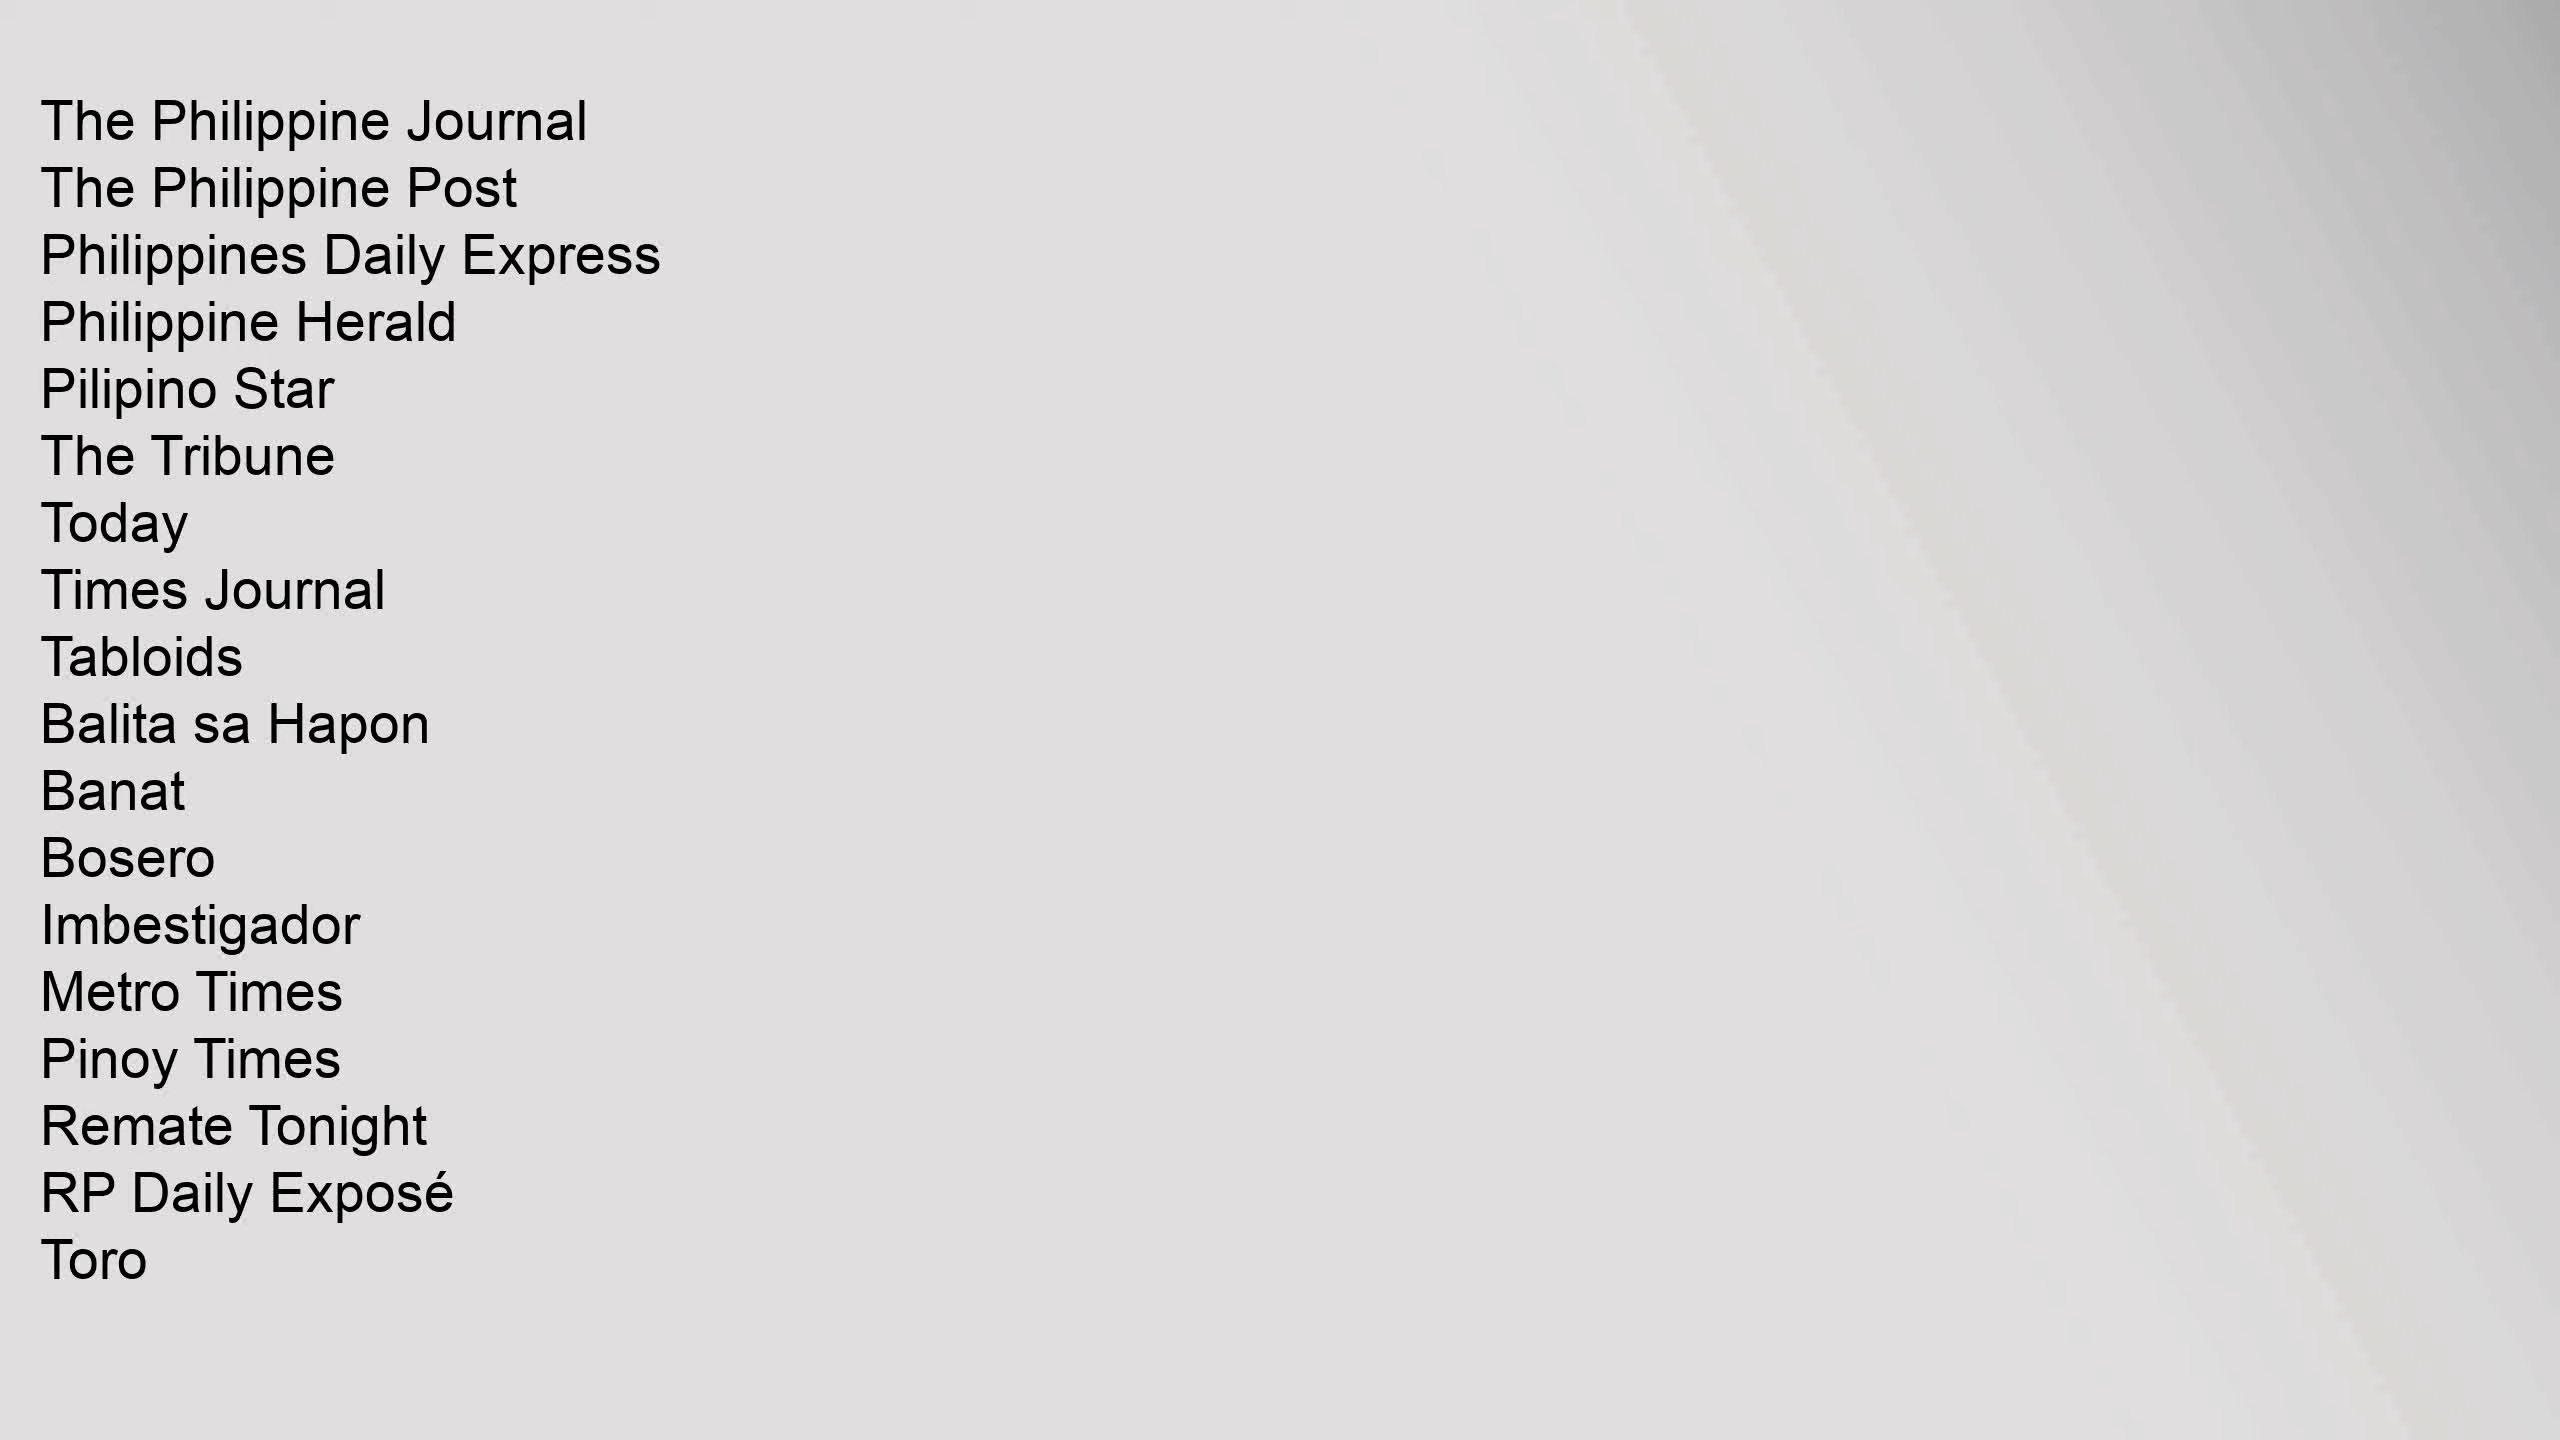 The Philippine Journal
The Philippine Post
Philippines Daily Express
Philippine Herald
Pilipino Star
The Tribune
Today
Times Journal
Tabloids
Balita sa Hapon
Banat
Bosero
Imbestigador
Metro Times
Pinoy Times
Remate Tonight
RP Daily Exposé
Toro